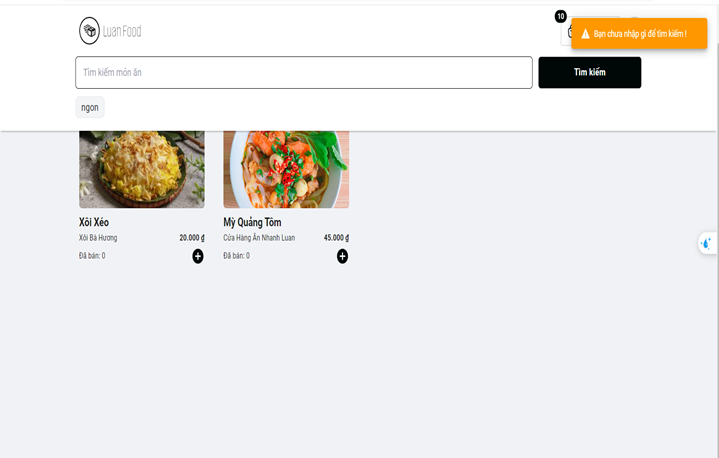 10
Luan Food
Bạn chưa nhập gì để tìm kiếm !
Tìm kiếm món ăn
Tìm kiếm
ngon
Xôi Xéo
Xôi Bà Hương
20.000 ₫
Đã bán: 0
Mỳ Quảng Tôm
Cửa Hàng Ăn Nhanh Luan
45.000 ₫
Đã bán: 0